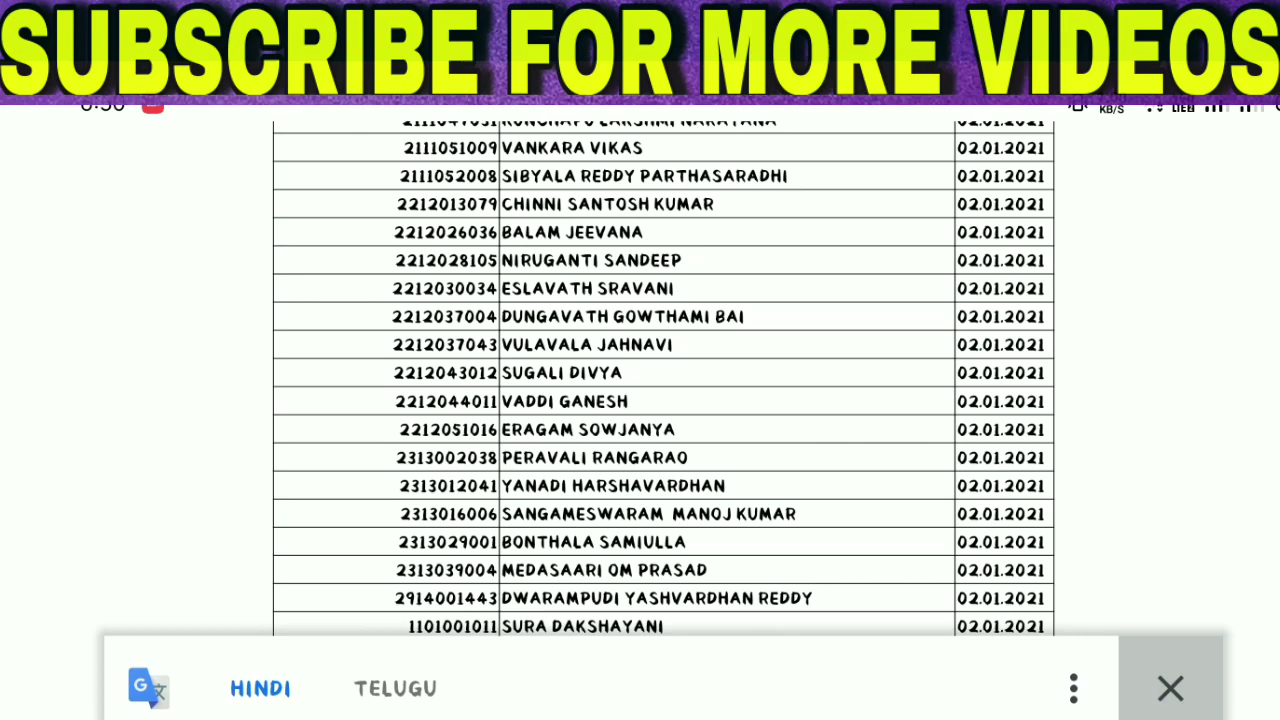 SUBSCRIBE FOR MORE VIDEOS
KB/S
02.01.2021
2111051009 VANKARA VIKAS 02.01.2021
2111052008 SIBYALA REDDY PARTHASARADHI 02.01.2021
2212013079 CHINNI SANTOSH KUMAR 02.01.2021
2212026036 BALAM JEEVANA 02.01.2021
2212028105 NIRUGANTI SANDEEP 02.01.2021
2212030034 ESLAVATH SRAVANI 02.01.2021
2212037004 DUNGAVATH GOWTHAMI BAI 02.01.2021
2212037043 VULAVALA JAHNAVI 02.01.2021
2212043012 SUGALI DIVYA 02.01.2021
2212044011 VADDI GANESH 02.01.2021
2212051016 ERAGAM SOWJANYA 02.01.2021
2313002038 PERAVALI RANGARAO 02.01.2021
2313012041 YANADI HARSHAVARDHAN 02.01.2021
2313016006 SANGAMESWARAM MANOJ KUMAR 02.01.2021
2313029001 BONTHALA SAMIULLA 02.01.2021
2313039004 MEDASAARI OM PRASAD 02.01.2021
2914001443 DWARAMPUDI YASHVARDHAN REDDY 02.01.2021
1101001011 SURA DAKSHAYANI 02.01.2021
G HINDI TELUGU